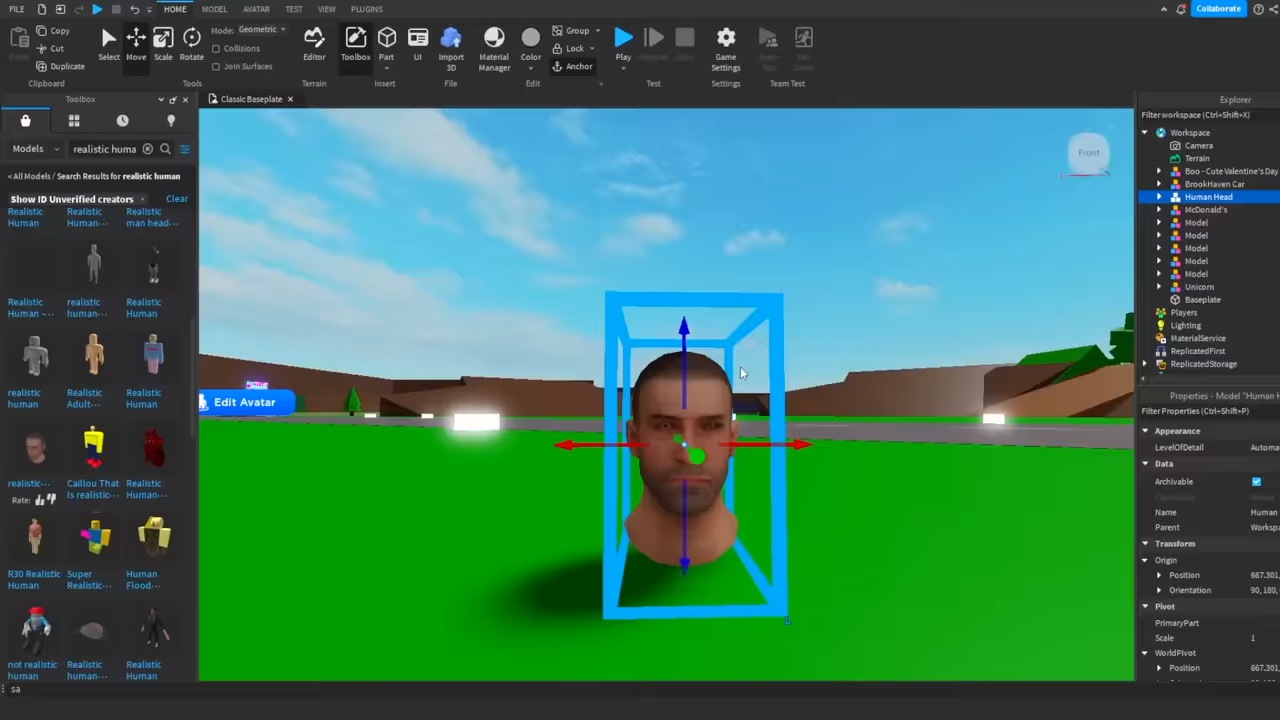 FILE HOME MODEL AVATAR TEST VIEW PLUGINS Collaborate
Copy Cut Duplicate Clipboard
Select Move Scale Rotate Tools
Mode: Geometric
Collisions
Join Surfaces
Editor Terrain
Toolbox Part UI Insert
Import 3D File
Material Manager Color Edit
Group
Lock
Anchor
Play Test
Game Settings Settings
Team Test
Toolbox
ClassicBaseplate
Models realistic huma
<All Models / Search Results for realistic human
Show ID Unverified creators Clear
Realistic Human Realistic Human-··· Realistic man head-···
Realistic Human ~··· realistic human··· Realistic Human
realistic human Realistic Adult-··· Realistic Human
realistic-··· Caillou That Is realistic-··· Realistic Human-···
Rate:
R30 Realistic Human Super Realistic-··· Human Flood-···
not realistic human Realistic human-··· Realistic Human
sa
Edit Avatar
Front
Explorer
Filter workspace (Ctrl+Shift+X)
Workspace
Camera
Terrain
Boo - Cute Valentine's Day
BrookHaven Car
Human Head
McDonald's
Model
Model
Model
Model
Model
Unicorn
Baseplate
Players
Lighting
MaterialService
ReplicatedFirst
ReplicatedStorage
Properties - Model "Human H
Filter Properties (Ctrl+Shift+P)
Appearance
LevelOfDetail Automa
Data
Archivable
Name Human
Parent Worksp
Transform
Origin
Position 667.301,
Orientation 90, 180,
Pivot
PrimaryPart
Scale 1
WorldPivot
Position 667.301,